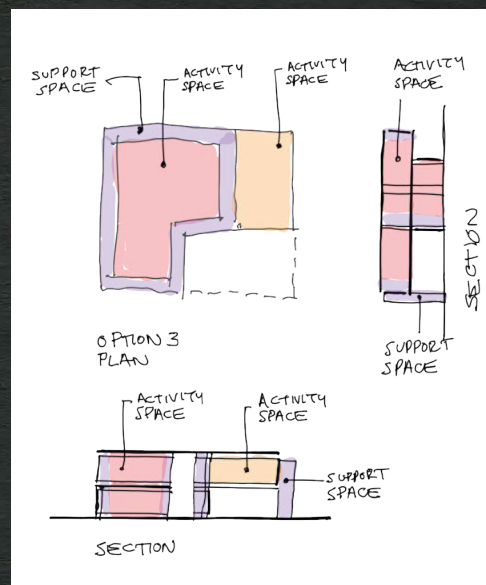 SUPPORT
SPACE
ACTIVITY
SPACE
ACTIVITY
SPACE
ACTIVITY
SPACE
OPTION 3
PLAN
SECTION
SUPPORT
SPACE
ACTIVITY
SPACE
ACTIVITY
SPACE
SUPPORT
SPACE
SECTION